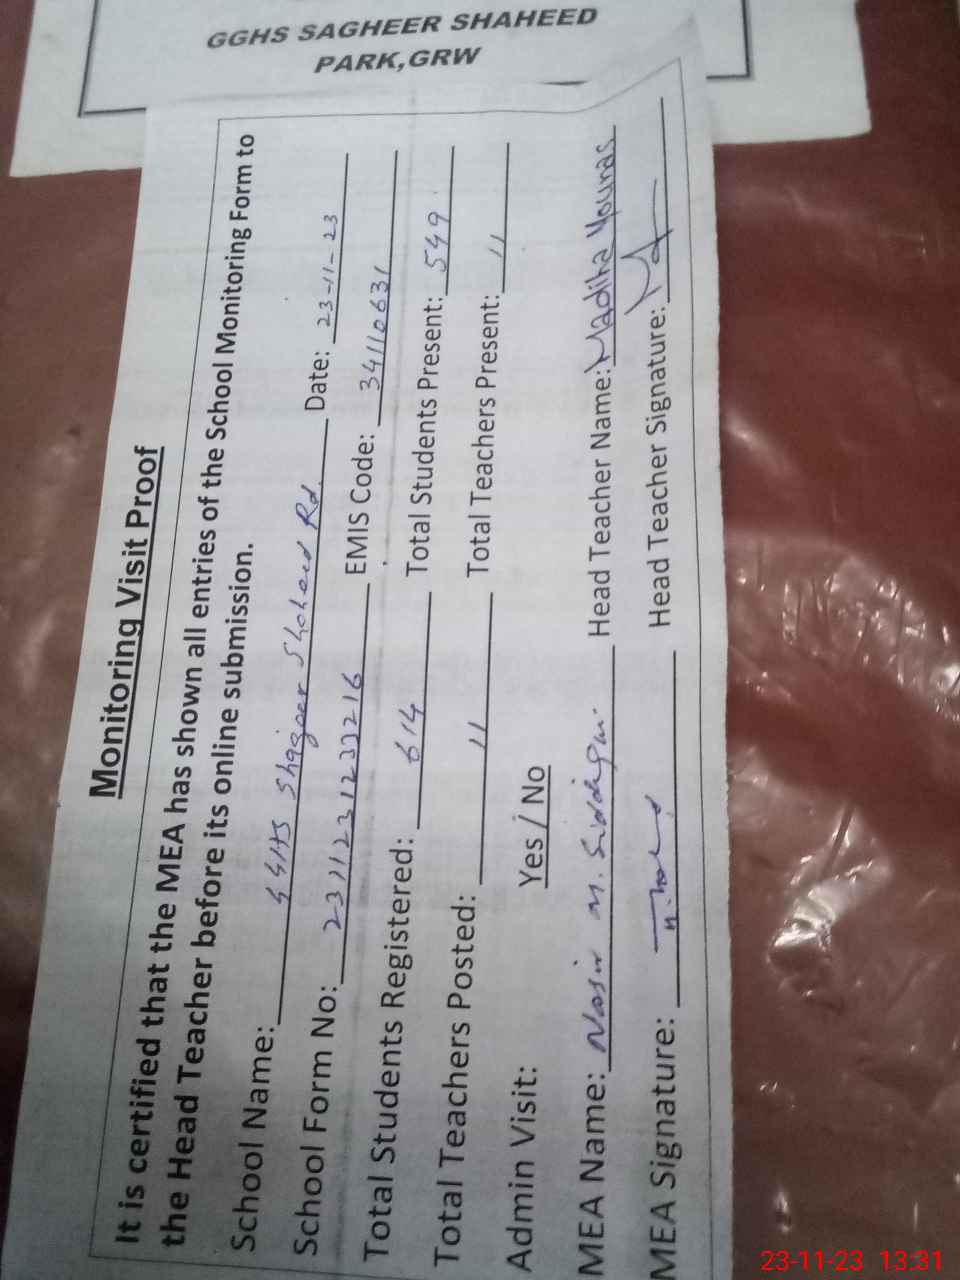 GGHS SAGHEER SHAHEED
PARK,GRW
Monitoring Visit Proof
It is certified that the MEA has shown all entries of the School Monitoring Form to
the Head Teacher before its online submission.
School Name: GGHS Shageer Shaheed Rd. Date: 23-11-23
School Form No: 231123123233216 EMIS Code: 34110631
Total Students Registered: 614 Total Students Present: 549
Total Teachers Posted: 11 Total Teachers Present: 11
Admin Visit: Yes / No
MEA Name: Nasir M. Siddiqui Head Teacher Name: Madiha Younas
MEA Signature: Head Teacher Signature:
23-11-23 13:31